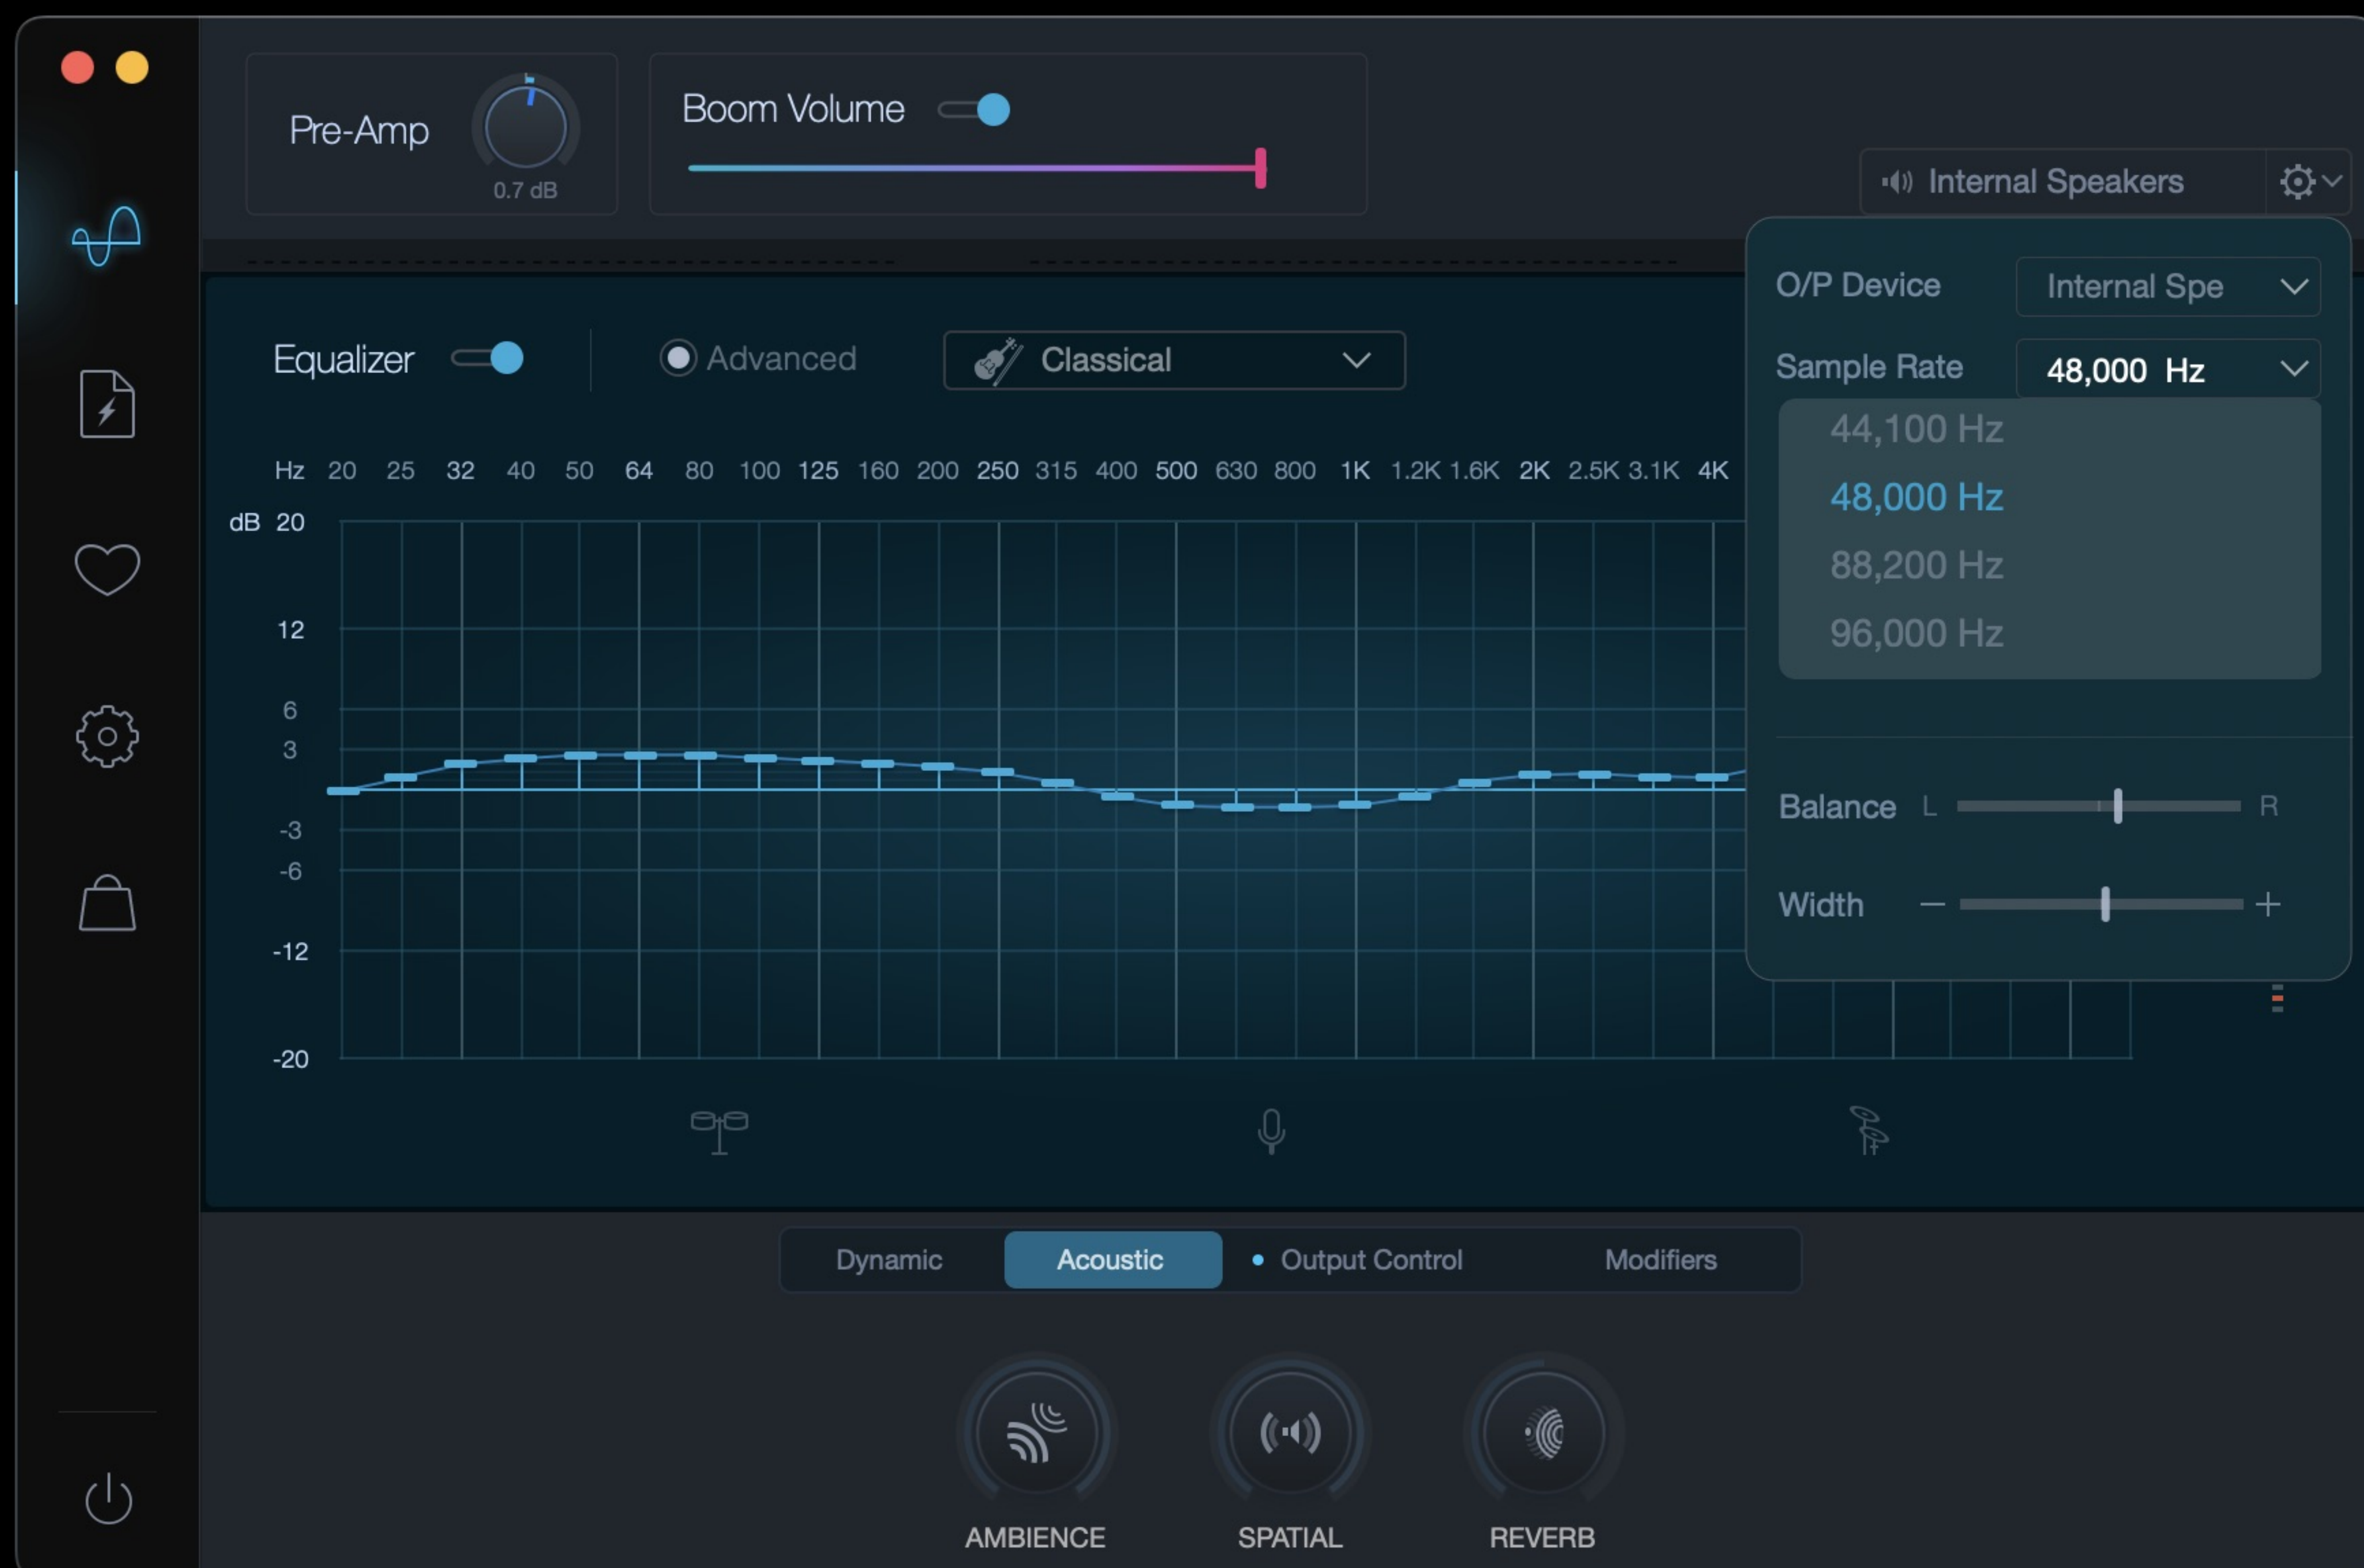 Boom Volume
Pre-Amp
0.7 dB
Internal Speakers
O/P Device Internal Spe
Sample Rate 48,000 Hz
44,100 Hz
48,000 Hz
88,200 Hz
96,000 Hz
Balance L R
Width − +
Equalizer Advanced Classical
Hz 20 25 32 40 50 64 80 100 125 160 200 250 315 400 500 630 800 1K 1.2K 1.6K 2K 2.5K 3.1K 4K
dB 20
12
6
3
-3
-6
-12
-20
Dynamic Acoustic Output Control Modifiers
AMBIENCE SPATIAL REVERB